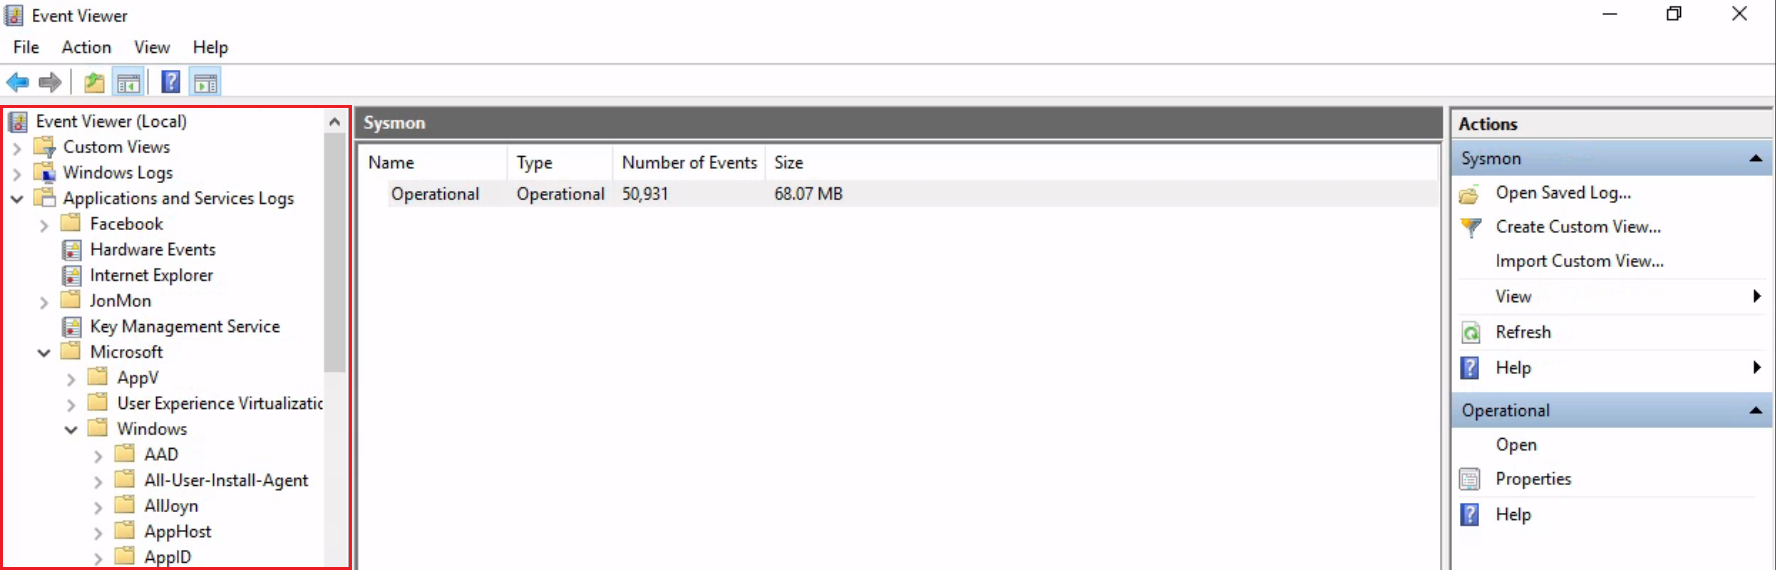 Event Viewer
File Action View Help
Event Viewer (Local)
Custom Views
Windows Logs
Applications and Services Logs
Facebook
Hardware Events
Internet Explorer
JonMon
Key Management Service
Microsoft
AppV
User Experience Virtualizatic
Windows
AAD
All-User-Install-Agent
AllJoyn
AppHost
AppID
Sysmon
Name Type Number of Events Size
Operational Operational 50,931 68.07 MB
Actions
Sysmon
Open Saved Log...
Create Custom View...
Import Custom View...
View
Refresh
Help
Operational
Open
Properties
Help